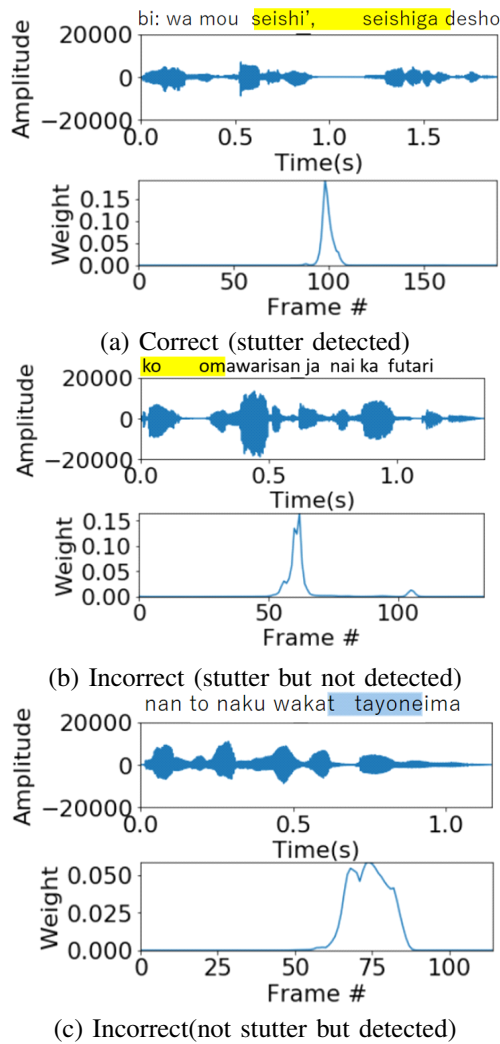 bi: wa mou seishi', seishiga desho
20000
0
−20000
Amplitude
0.0 0.5 1.0 1.5
Time(s)
0.15
0.10
0.05
0.00
Weight
0 50 100 150
Frame #
(a) Correct (stutter detected)
ko omawarisan ja nai ka futari
20000
0
−20000
Amplitude
0.0 0.5 1.0
Time(s)
0.15
0.10
0.05
0.00
Weight
0 50 100
Frame #
(b) Incorrect (stutter but not detected)
nan to naku wakat tayoneima
20000
0
−20000
Amplitude
0.0 0.5 1.0
Time(s)
0.050
0.025
0.000
Weight
0 25 50 75 100
Frame #
(c) Incorrect(not stutter but detected)